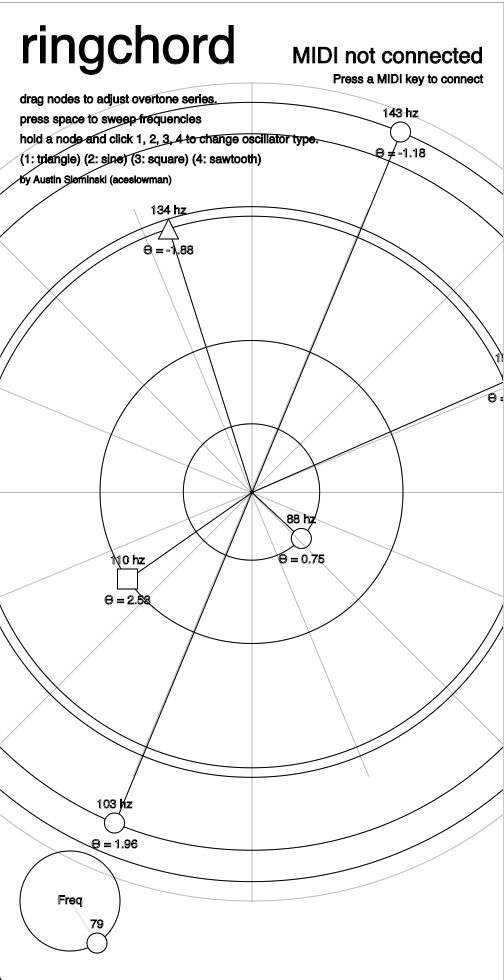 ringchord
MIDI not connected
Press a MIDI key to connect
drag nodes to adjust overtone series.
press space to sweep frequencies
hold a node and click 1, 2, 3, 4 to change oscillator type.
(1: triangle) (2: sine) (3: square) (4: sawtooth)
by Austin Slominski (aceslowman)
143 hz
Ɵ = -1.18
134 hz
Ɵ = -1.88
Ɵ =
88 hz
Ɵ = 0.75
110 hz
Ɵ = 2.53
103 hz
Ɵ = 1.96
Freq
79